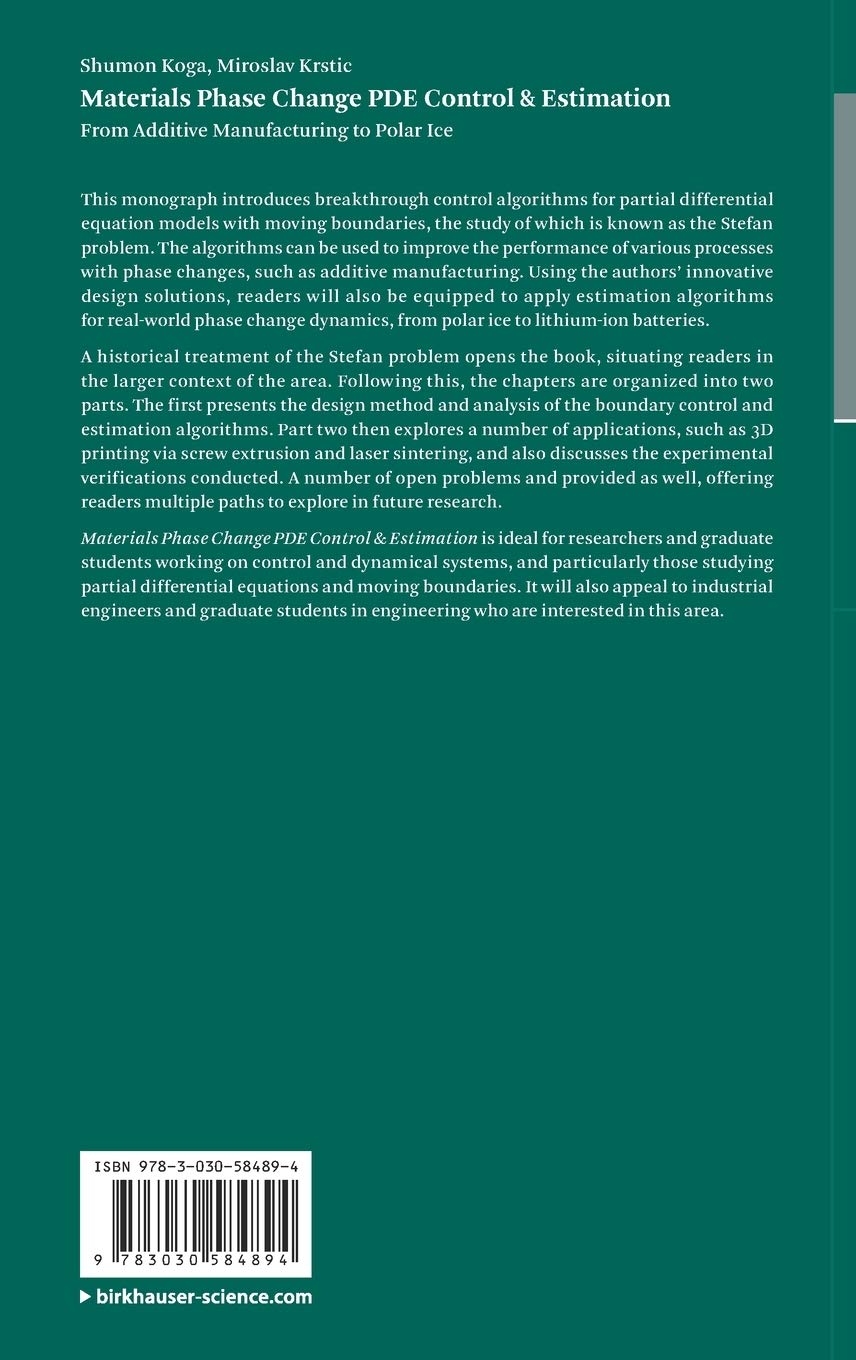 Shumon Koga, Miroslav Krstic
Materials Phase Change PDE Control & Estimation
From Additive Manufacturing to Polar Ice
This monograph introduces breakthrough control algorithms for partial differential
equation models with moving boundaries, the study of which is known as the Stefan
problem. The algorithms can be used to improve the performance of various processes
with phase changes, such as additive manufacturing. Using the authors’ innovative
design solutions, readers will also be equipped to apply estimation algorithms
for real-world phase change dynamics, from polar ice to lithium-ion batteries.
A historical treatment of the Stefan problem opens the book, situating readers in
the larger context of the area. Following this, the chapters are organized into two
parts. The first presents the design method and analysis of the boundary control and
estimation algorithms. Part two then explores a number of applications, such as 3D
printing via screw extrusion and laser sintering, and also discusses the experimental
verifications conducted. A number of open problems and provided as well, offering
readers multiple paths to explore in future research.
Materials Phase Change PDE Control & Estimation is ideal for researchers and graduate
students working on control and dynamical systems, and particularly those studying
partial differential equations and moving boundaries. It will also appeal to industrial
engineers and graduate students in engineering who are interested in this area.
ISBN 978-3-030-58489-4
9 783030 584894
birkhauser-science.com